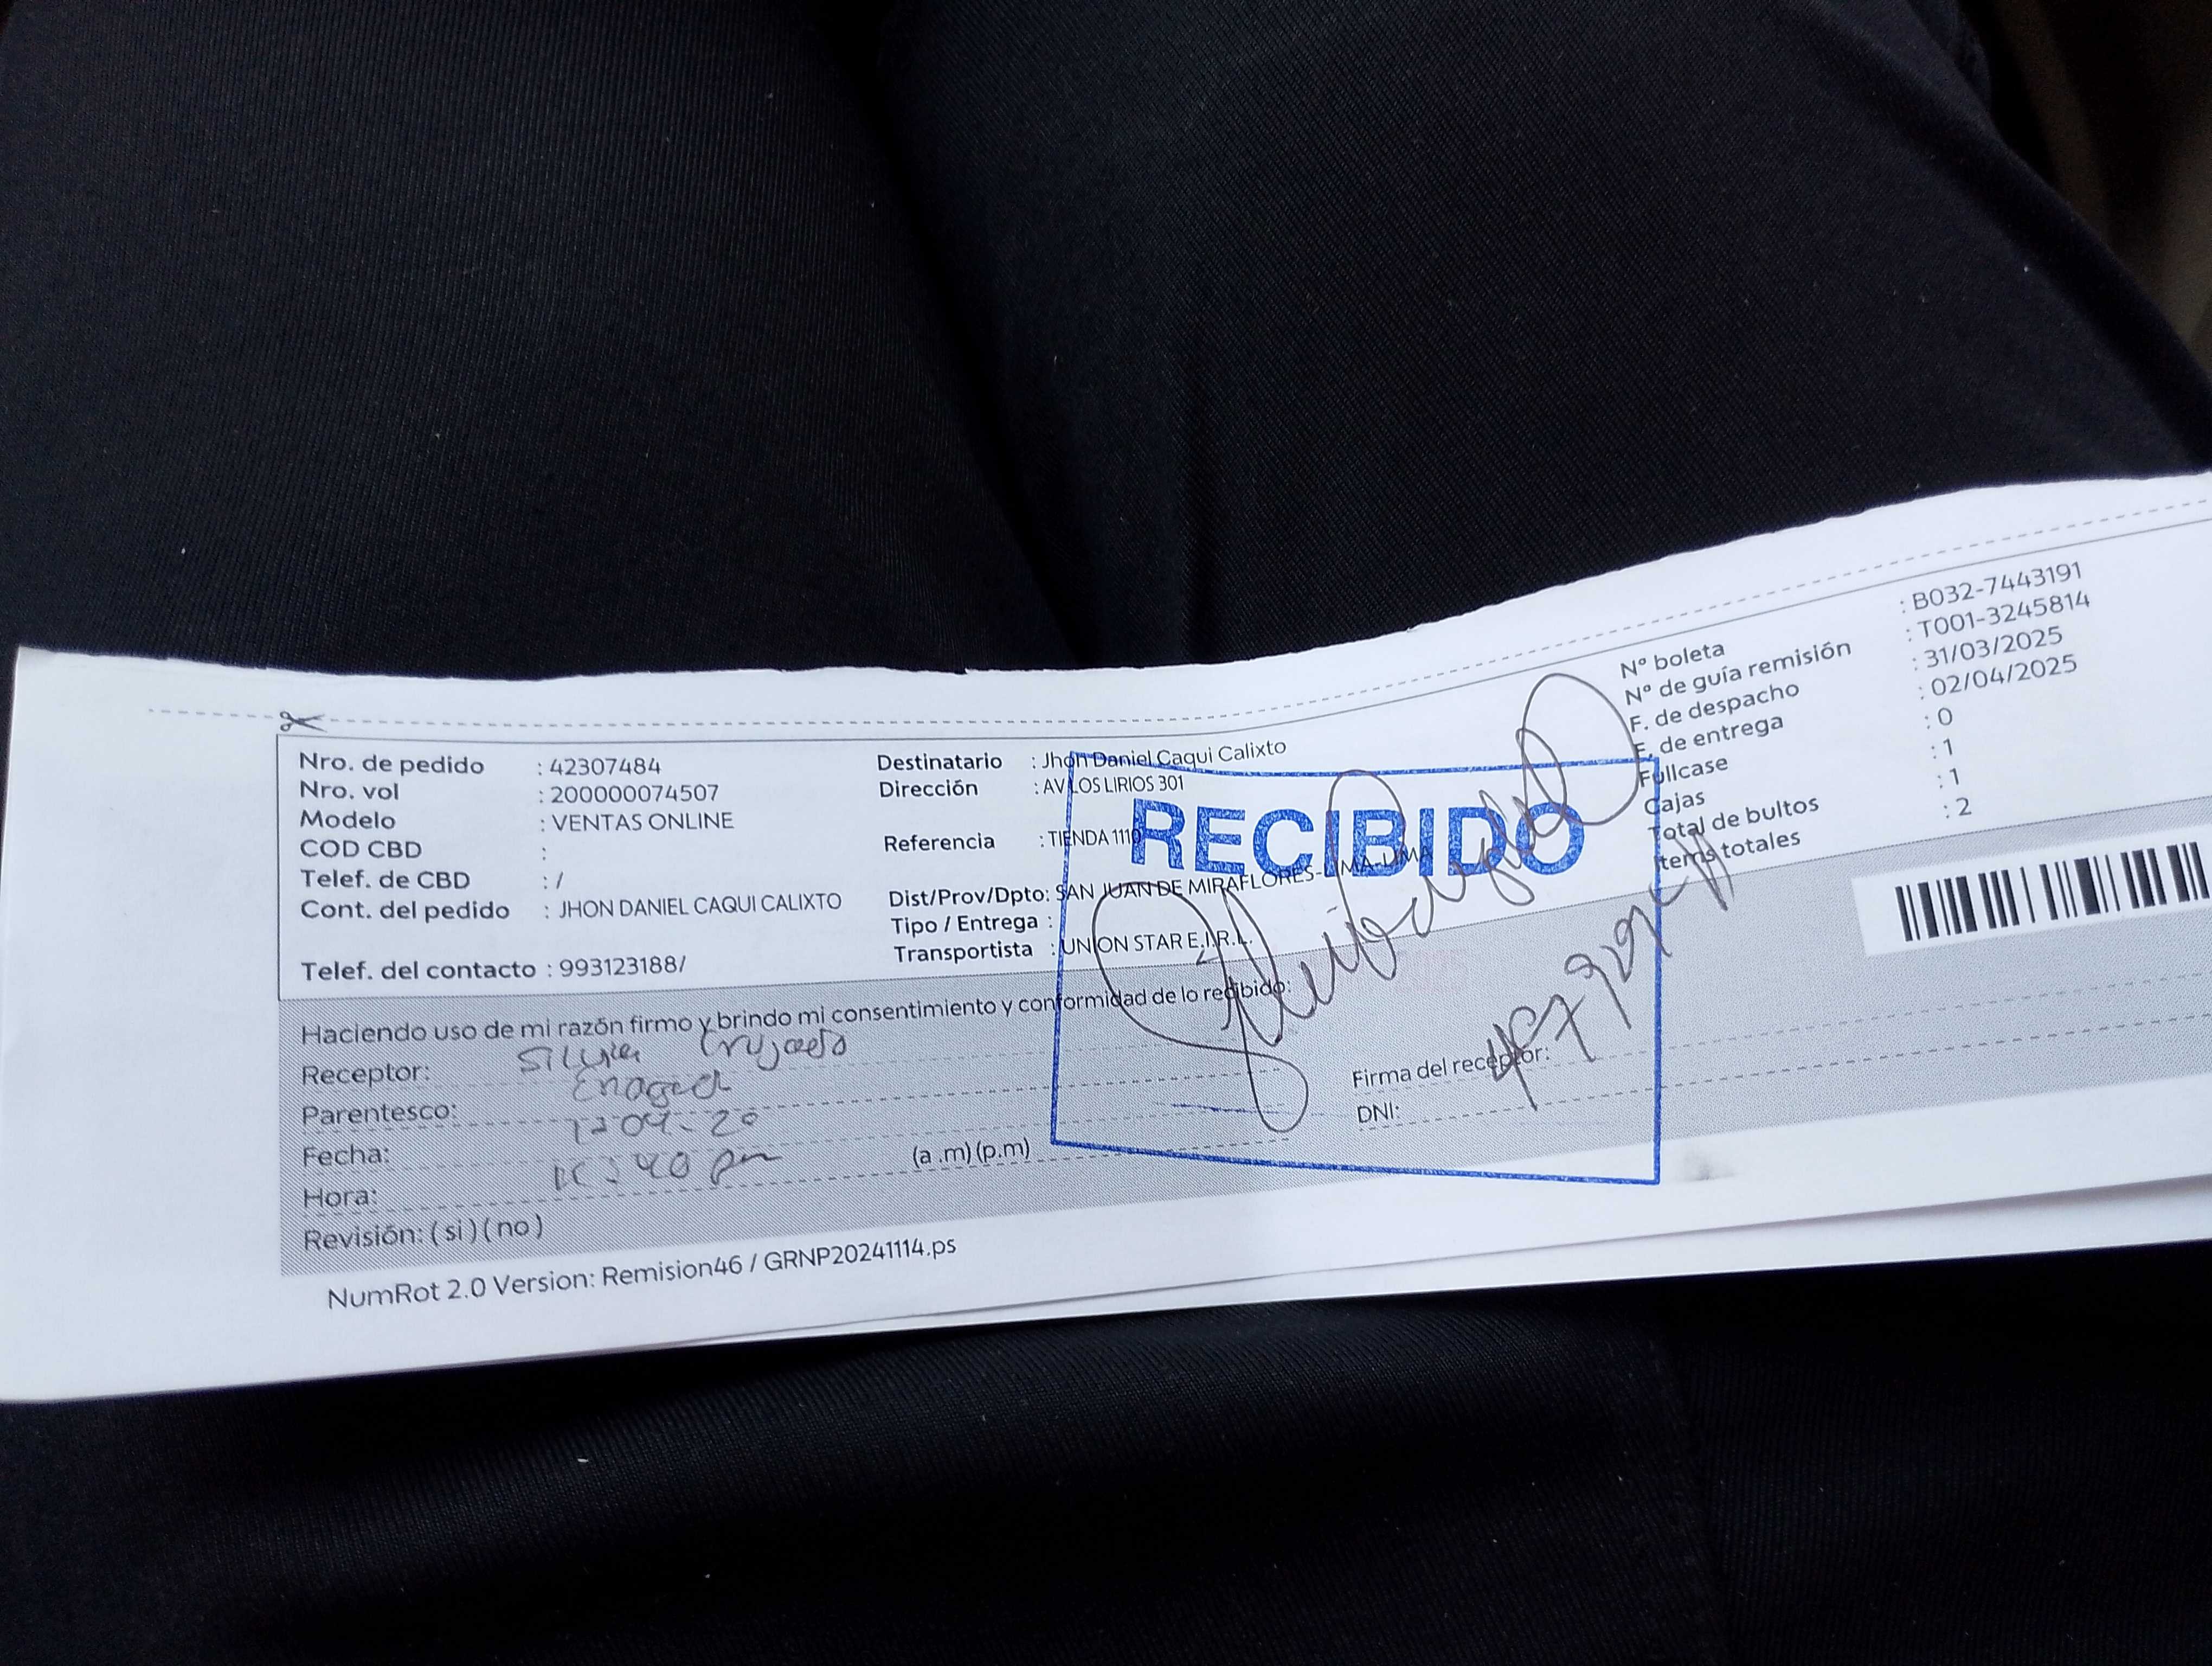 Nro. de pedido : 42307484
Nro. vol : 200000074507
Modelo : VENTAS ONLINE
COD CBD :
Telef. de CBD : /
Cont. del pedido : JHON DANIEL CAQUI CALIXTO
Telef. del contacto : 993123188/
Destinatario : Jhon Daniel Caqui Calixto
Dirección : AV LOS LIRIOS 301
Referencia : TIENDA 1110
Dist/Prov/Dpto: SAN JUAN DE MIRAFLORES-LIMA-LIMA
Tipo / Entrega :
Transportista : UNION STAR E.I.R.L.
RECIBIDO
Nº boleta : B032-7443191
Nº de guía remisión : T001-3245814
F. de despacho : 31/03/2025
F. de entrega : 02/04/2025
Fullcase : 0
Cajas : 1
Total de bultos : 1
Items totales : 2
Haciendo uso de mi razón firmo y brindo mi consentimiento y conformidad de lo recibido:
Receptor:
Parentesco:
Fecha:
Hora: (a .m) (p.m)
Revisión: ( si ) ( no )
Firma del receptor:
DNI:
NumRot 2.0 Version: Remision46 / GRNP20241114.ps